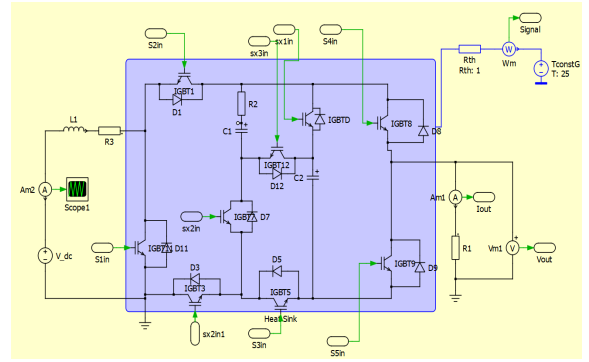 Signal
S2in
sx1in
S4in
sx3in
Rth
Rth: 1
Wm
W
TconstG
T: 25
IGBT1
D1
R2
C1
IGBTD
IGBT8
D8
L1
R3
IGBT12
D12
C2
Am2
A
Scope1
Am1
A
Iout
sx2in
D7
S1in
D11
R1
Vm1
V
Vout
V_dc
D3
D5
IGBT9
D9
IGBT3
IGBT5
HeatSink
sx2in1
S3in
S5in